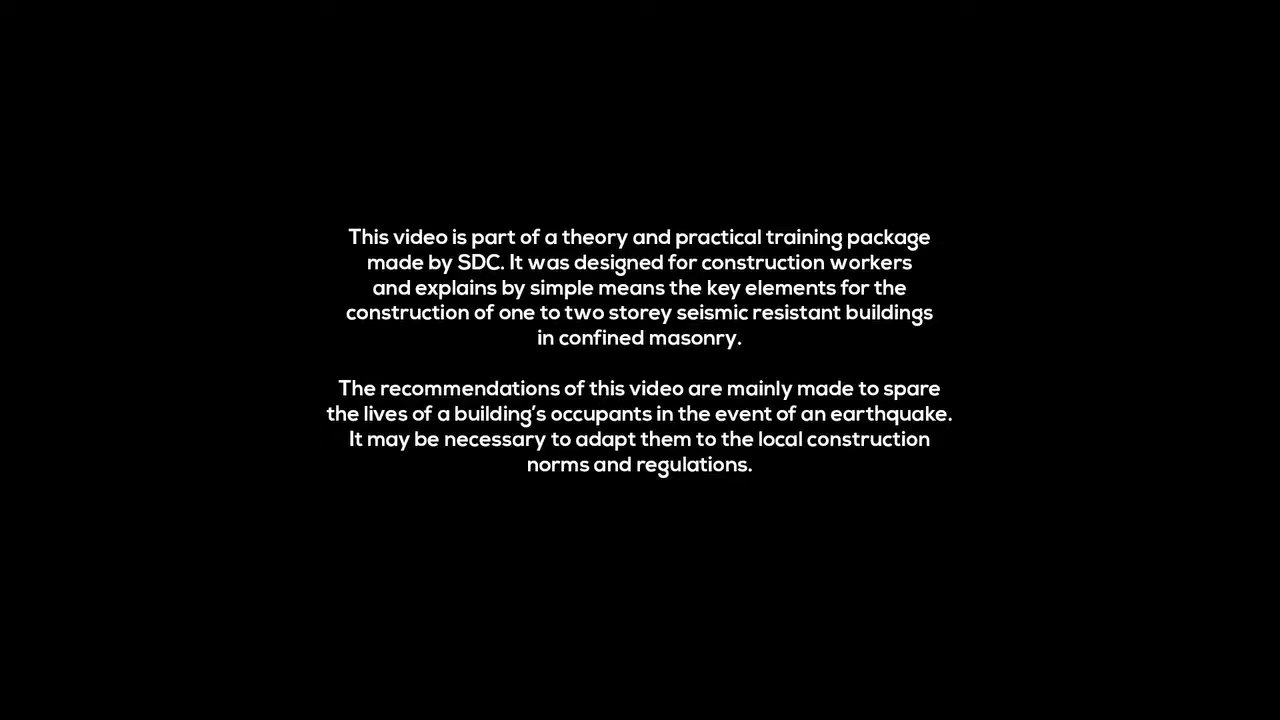 This video is part of a theory and practical training package
made by SDC. It was designed for construction workers
and explains by simple means the key elements for the
construction of one to two storey seismic resistant buildings
in confined masonry.
The recommendations of this video are mainly made to spare
the lives of a building's occupants in the event of an earthquake.
It may be necessary to adapt them to the local construction
norms and regulations.